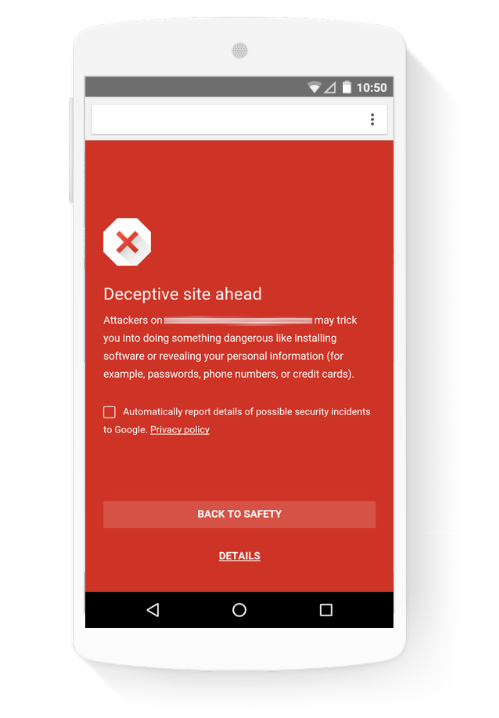 10:50
Deceptive site ahead
Attackers on may trick
you into doing something dangerous like installing
software or revealing your personal information (for
example, passwords, phone numbers, or credit cards).
Automatically report details of possible security incidents
to Google. Privacy policy
BACK TO SAFETY
DETAILS